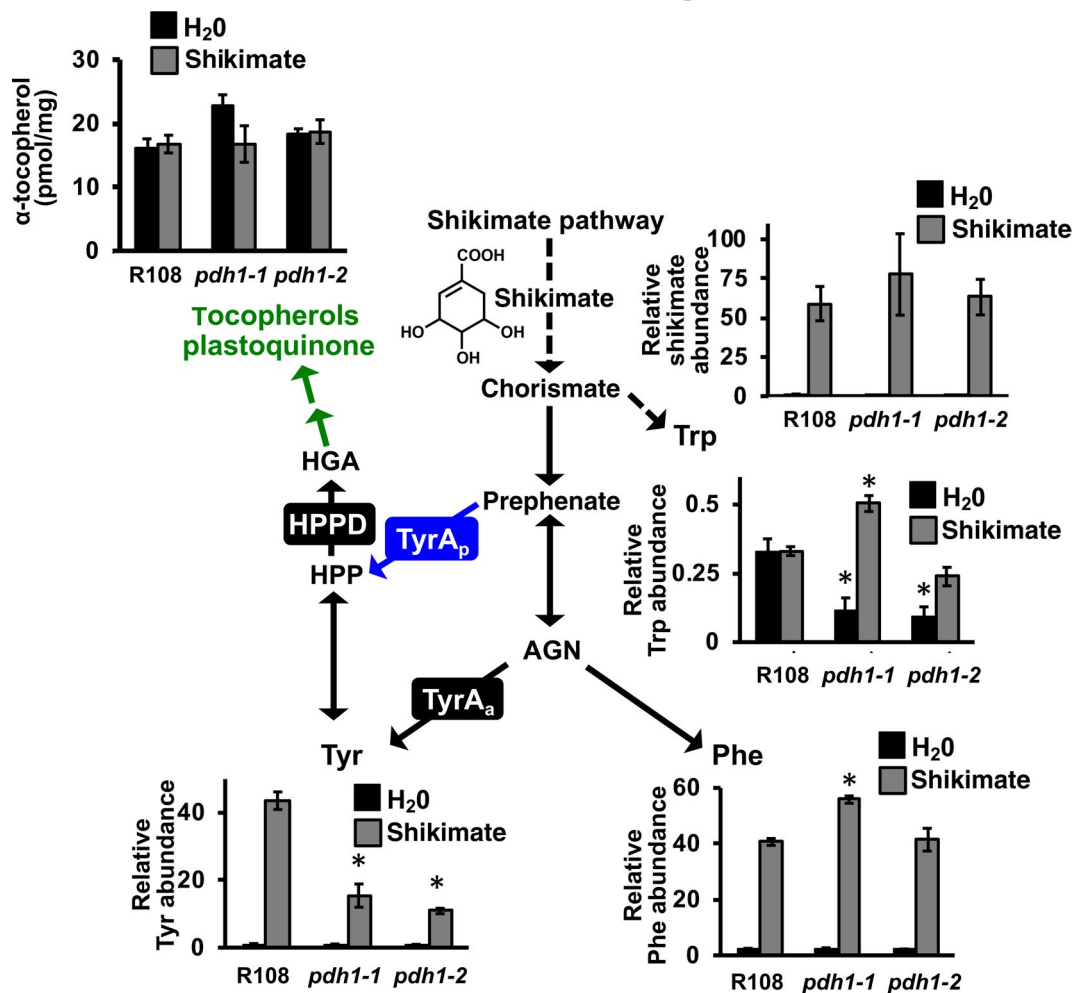 H20
Shikimate
α-tocopherol
(pmol/mg)
30
20
10
0
R108 pdh1-1 pdh1-2
Shikimate pathway
COOH
Shikimate
HO
OH
OH
Chorismate
Trp
Prephenate
Tocopherols
plastoquinone
HGA
HPPD
TyrAp
HPP
AGN
TyrAa
Tyr
Phe
H20
Shikimate
Relative
shikimate
abundance
100
75
50
25
0
R108 pdh1-1 pdh1-2
H20
Shikimate
Relative
Trp abundance
0.5
0.25
0
*
*
*
R108 pdh1-1 pdh1-2
H20
Shikimate
Relative
Tyr abundance
40
20
0
*
*
R108 pdh1-1 pdh1-2
H20
Shikimate
Relative
Phe abundance
60
40
20
0
*
R108 pdh1-1 pdh1-2